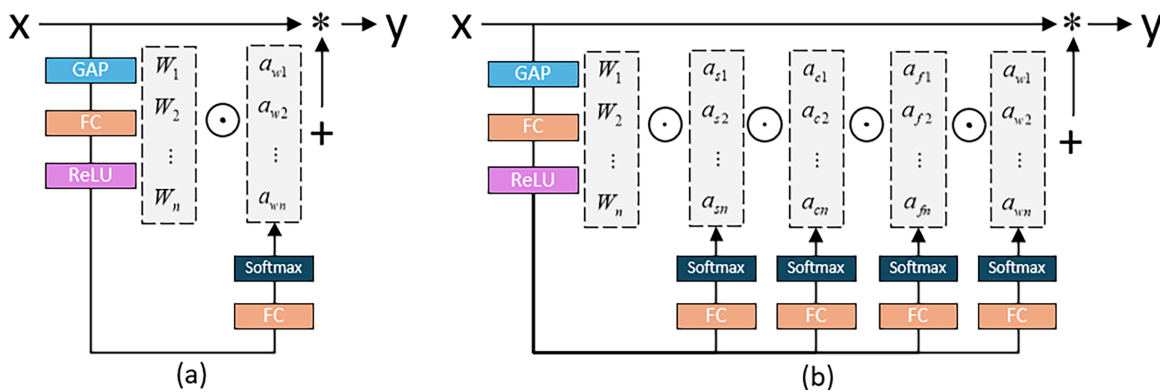 x * y
GAP
FC
ReLU
W1
W2
⋮
Wn
⊙
aw1
aw2
⋮
awn
+
Softmax
FC
(a)
x * y
GAP
FC
ReLU
W1
W2
⋮
Wn
⊙
as1
as2
⋮
asn
⊙
ac1
ac2
⋮
acn
⊙
af1
af2
⋮
afn
⊙
aw1
aw2
⋮
awn
+
Softmax Softmax Softmax Softmax
FC FC FC FC
(b)